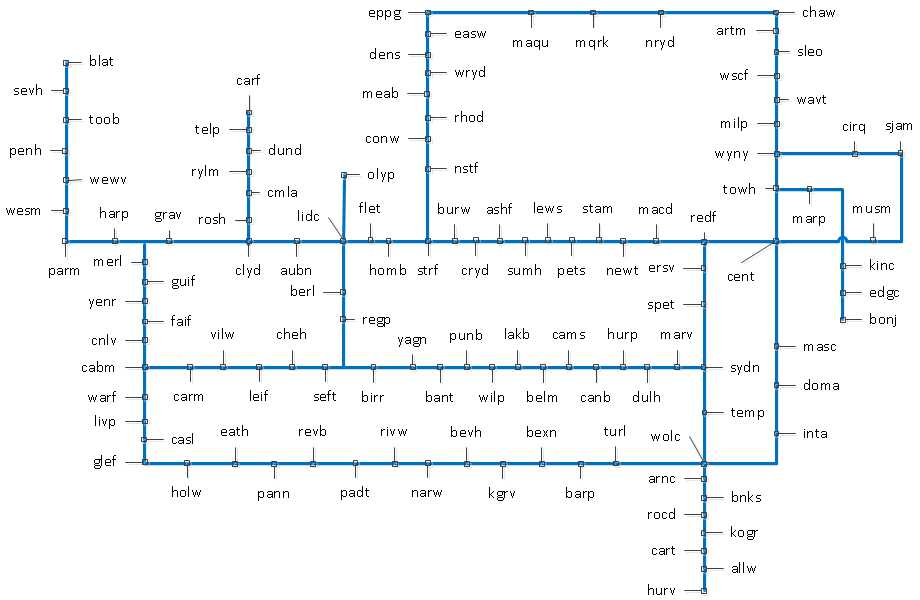 eppg
chaw
easw
artm
maqu
mqrk
nryd
dens
sleo
blat
wryd
wscf
carf
sevh
meab
wavt
toob
rhod
milp
cirq
sjam
telp
conw
penh
dund
wyny
rylm
nstf
olyp
wewv
cmla
towh
wesm
harp
grav
rosh
lidc
flet
burw
ashf
lews
stam
macd
redf
marp
musm
parm
merl
clyd
aubn
homb
strf
cryd
sumh
pets
newt
ersv
cent
kinc
guif
berl
edgc
yenr
spet
faif
regp
bonj
cnlv
vilw
cheh
yagn
punb
lakb
cams
hurp
marv
masc
cabm
sydn
carm
leif
seft
birr
bant
wilp
belm
canb
dulh
doma
warf
livp
temp
casl
eath
revb
rivw
bevh
bexn
turl
wolc
inta
glef
holw
pann
padt
narw
kgrv
barp
arnc
bnks
rocd
kogr
cart
allw
hurv